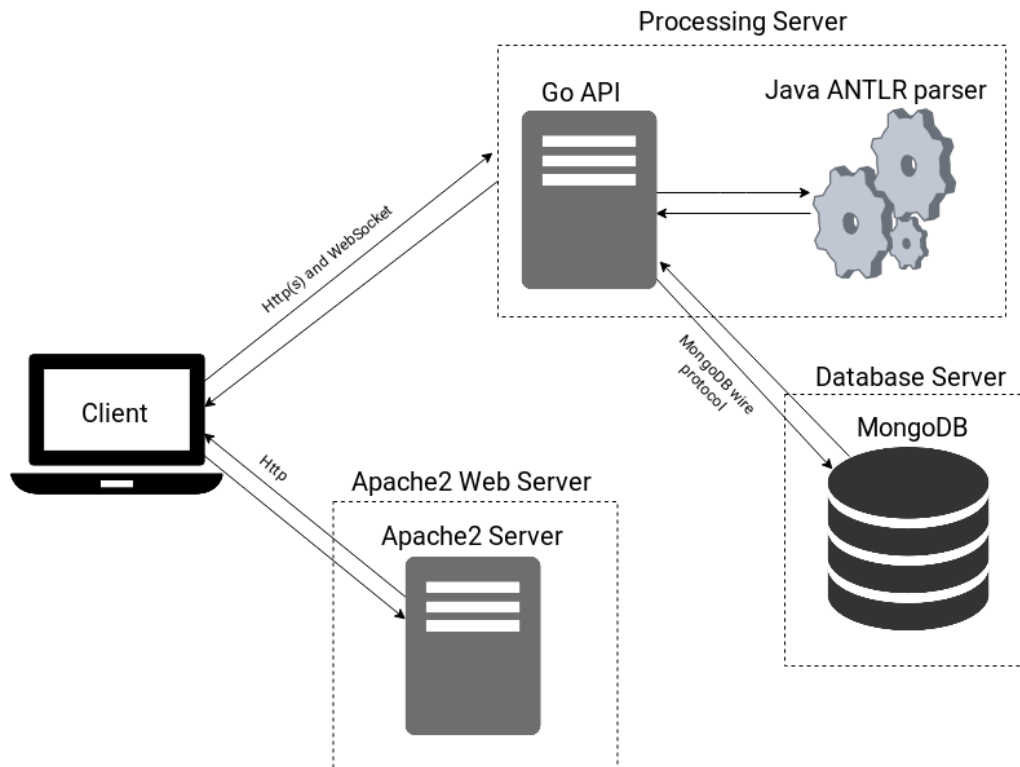 Processing Server
Go API
Java ANTLR parser
Http(s) and WebSocket
MongoDB wire
protocol
Database Server
MongoDB
Client
Http
Apache2 Web Server
Apache2 Server